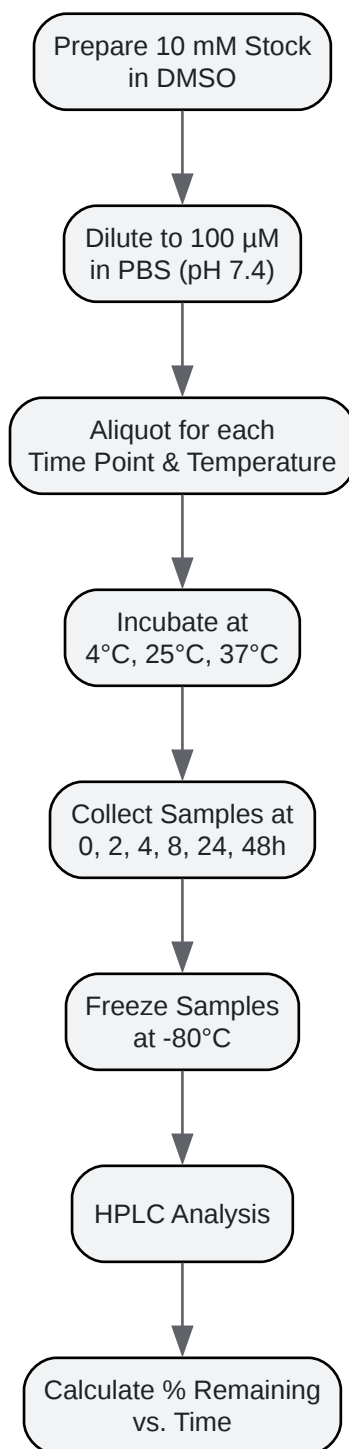 Prepare 10 mM Stock
in DMSO
Dilute to 100 µM
in PBS (pH 7.4)
Aliquot for each
Time Point & Temperature
Incubate at
4°C, 25°C, 37°C
Collect Samples at
0, 2, 4, 8, 24, 48h
Freeze Samples
at -80°C
HPLC Analysis
Calculate % Remaining
vs. Time